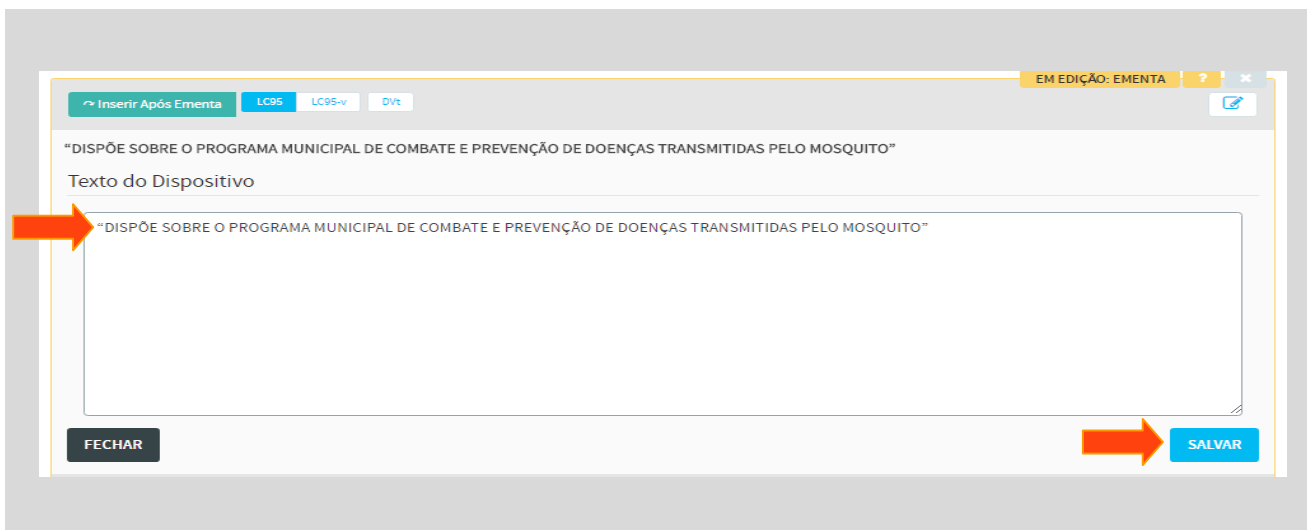 EM EDIÇÃO: EMENTA ? ×
Inserir Após Ementa LC95 LC95-v DVt
“DISPÕE SOBRE O PROGRAMA MUNICIPAL DE COMBATE E PREVENÇÃO DE DOENÇAS TRANSMITIDAS PELO MOSQUITO”
Texto do Dispositivo
“DISPÕE SOBRE O PROGRAMA MUNICIPAL DE COMBATE E PREVENÇÃO DE DOENÇAS TRANSMITIDAS PELO MOSQUITO”
FECHAR SALVAR